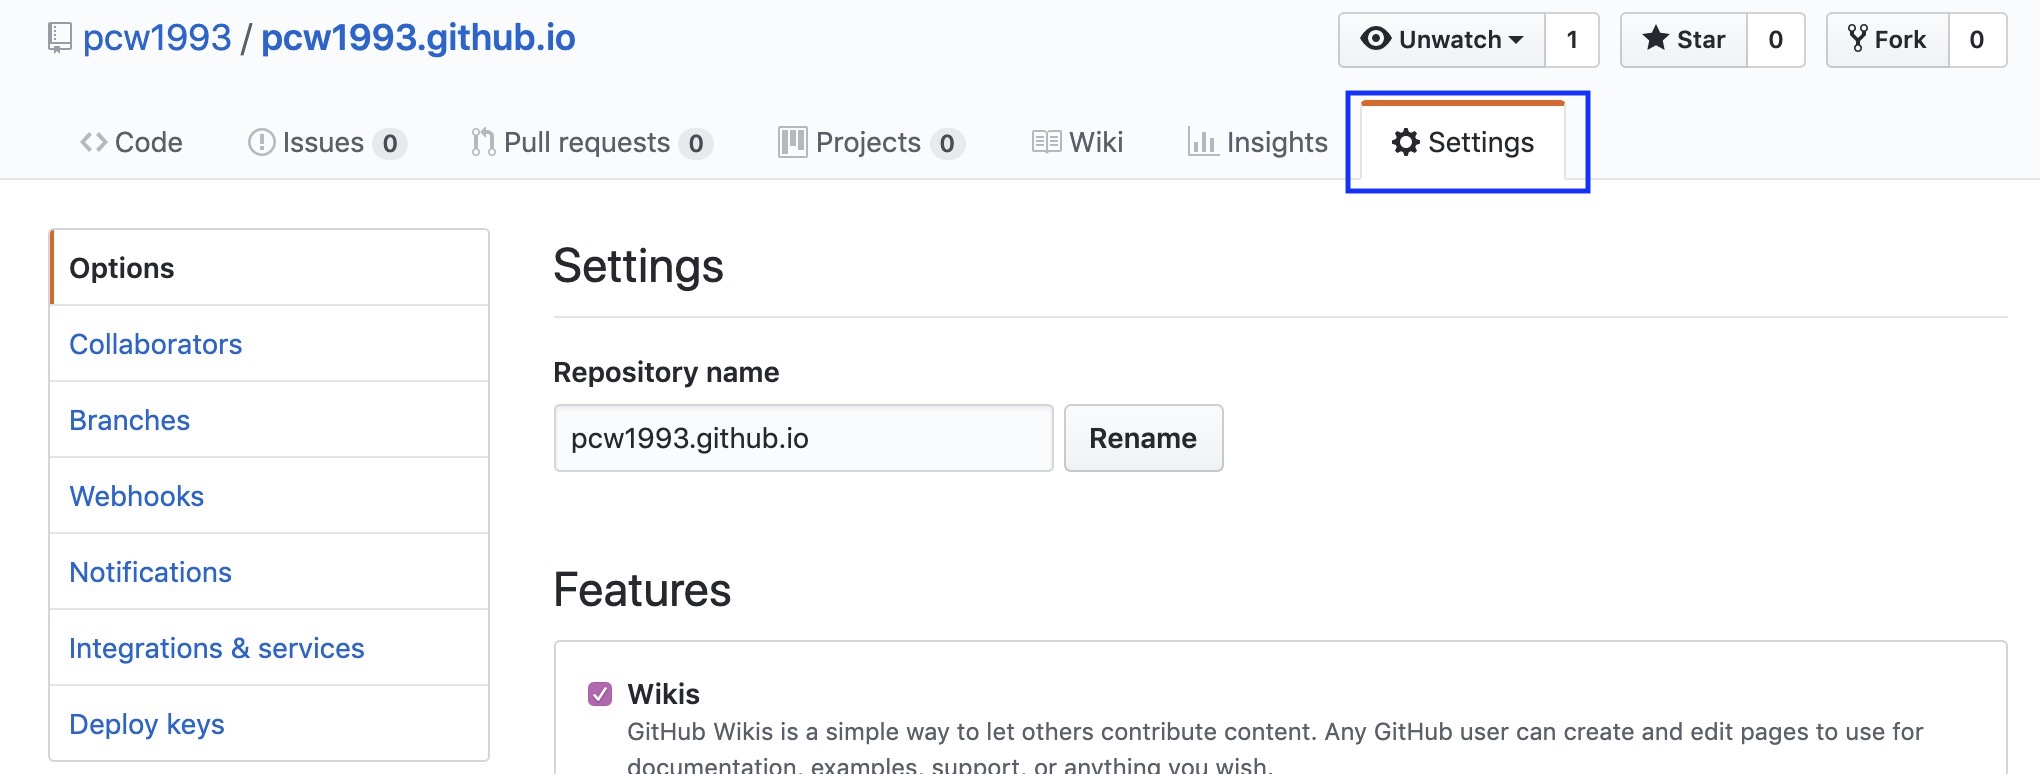 pcw1993 / pcw1993.github.io
Unwatch 1 Star 0 Fork 0
Code Issues 0 Pull requests 0 Projects 0 Wiki Insights Settings
Options
Collaborators
Branches
Webhooks
Notifications
Integrations & services
Deploy keys
Settings
Repository name
pcw1993.github.io Rename
Features
Wikis
GitHub Wikis is a simple way to let others contribute content. Any GitHub user can create and edit pages to use for
documentation, examples, support, or anything you wish.